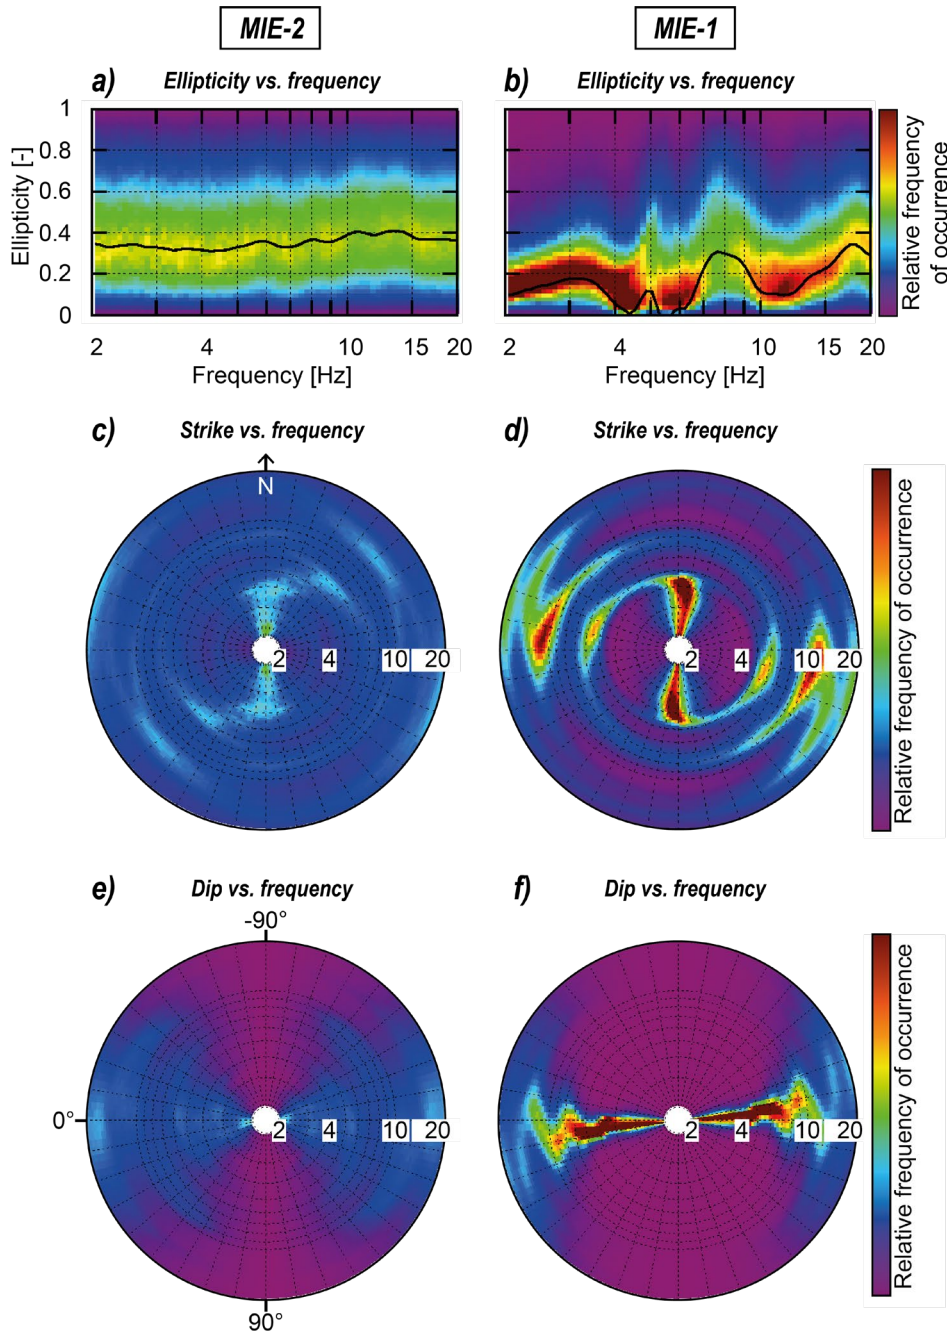 MIE-2
MIE-1
a) Ellipticity vs. frequency
b) Ellipticity vs. frequency
1
0.8
0.6
0.4
0.2
0
Ellipticity [-]
2 4 10 15 20
Frequency [Hz]
2 4 10 15 20
Frequency [Hz]
Relative frequency
of occurrence
c) Strike vs. frequency
d) Strike vs. frequency
N
2 4 10 20
2 4 10 20
Relative frequency of occurrence
e) Dip vs. frequency
f) Dip vs. frequency
-90°
0°
2 4 10 20
90°
2 4 10 20
Relative frequency of occurrence